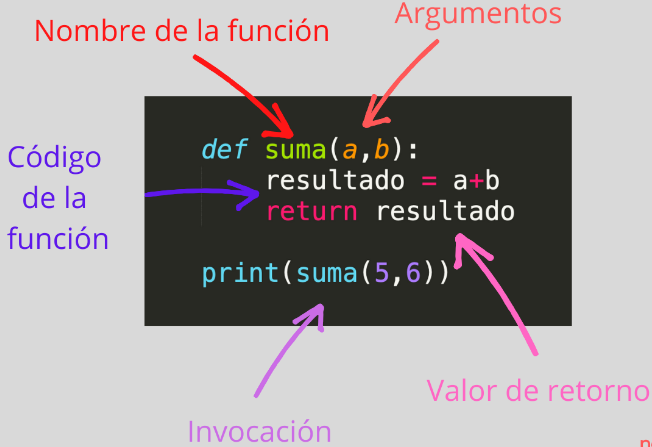 Argumentos
Nombre de la función
def suma(a,b):
Código
de la
función
resultado = a+b
return resultado
print(suma(5,6))
Valor de retorno
Invocación